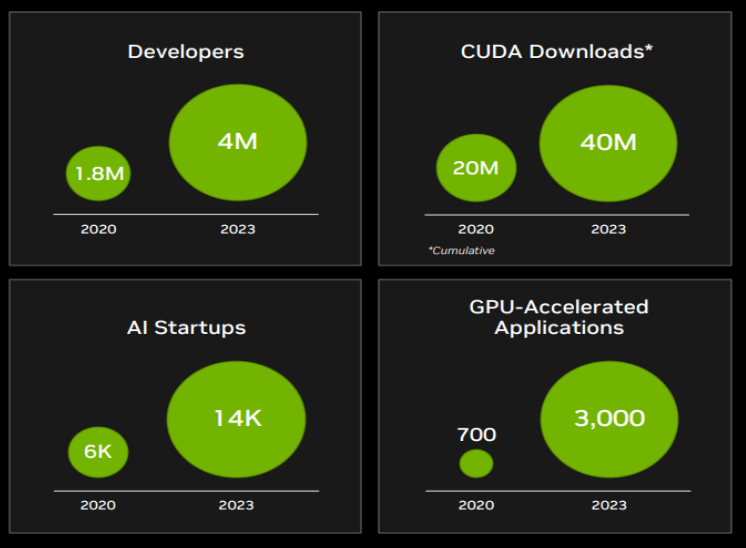 Developers
1.8M
4M
2020
2023
CUDA Downloads*
20M
40M
2020
2023
*Cumulative
AI Startups
6K
14K
2020
2023
GPU-Accelerated
Applications
700
3,000
2020
2023